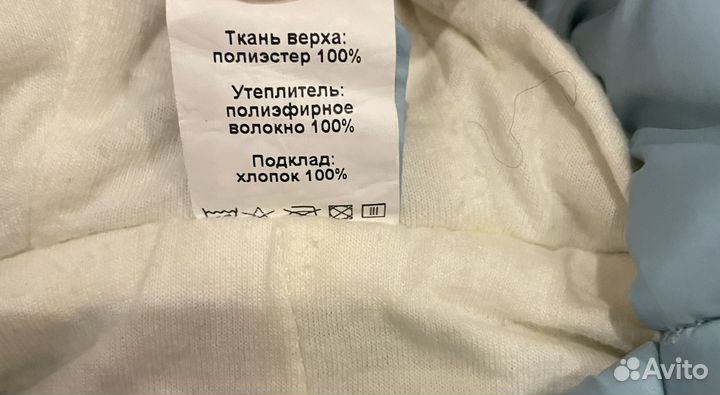 Ткань верха:
полиэстер 100%
Утеплитель:
полиэфирное
волокно 100%
Подклад:
хлопок 100%
Avito